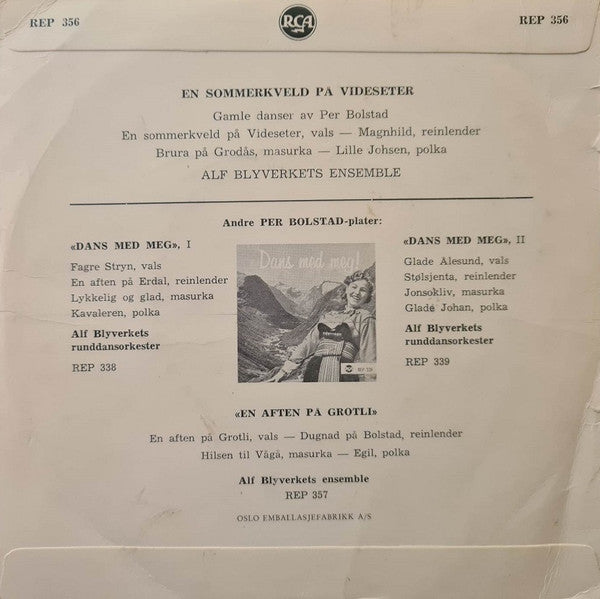 REP 356
RCA
REP 356
EN SOMMERKVELD PÅ VIDESETER
Gamle danser av Per Bolstad
En sommerkveld på Videseter, vals — Magnhild, reinlender
Brura på Grodås, masurka — Lille Johsen, polka
ALF BLYVERKETS ENSEMBLE
Andre PER BOLSTAD-plater:
«DANS MED MEG», I
Fagre Stryn, vals
En aften på Erdal, reinlender
Lykkelig og glad, masurka
Kavaleren, polka
Alf Blyverkets
runddansorkester
REP 338
Dans med meg!
REP 338
«DANS MED MEG», II
Glade Alesund, vals
Stølsjenta, reinlender
Jonsokliv, masurka
Glade Johan, polka
Alf Blyverkets
runddansorkester
REP 339
«EN AFTEN PÅ GROTLI»
En aften på Grotli, vals — Dugnad på Bolstad, reinlender
Hilsen til Vågå, masurka — Egil, polka
Alf Blyverkets ensemble
REP 357
OSLO EMBALLASJEFABRIKK A/S